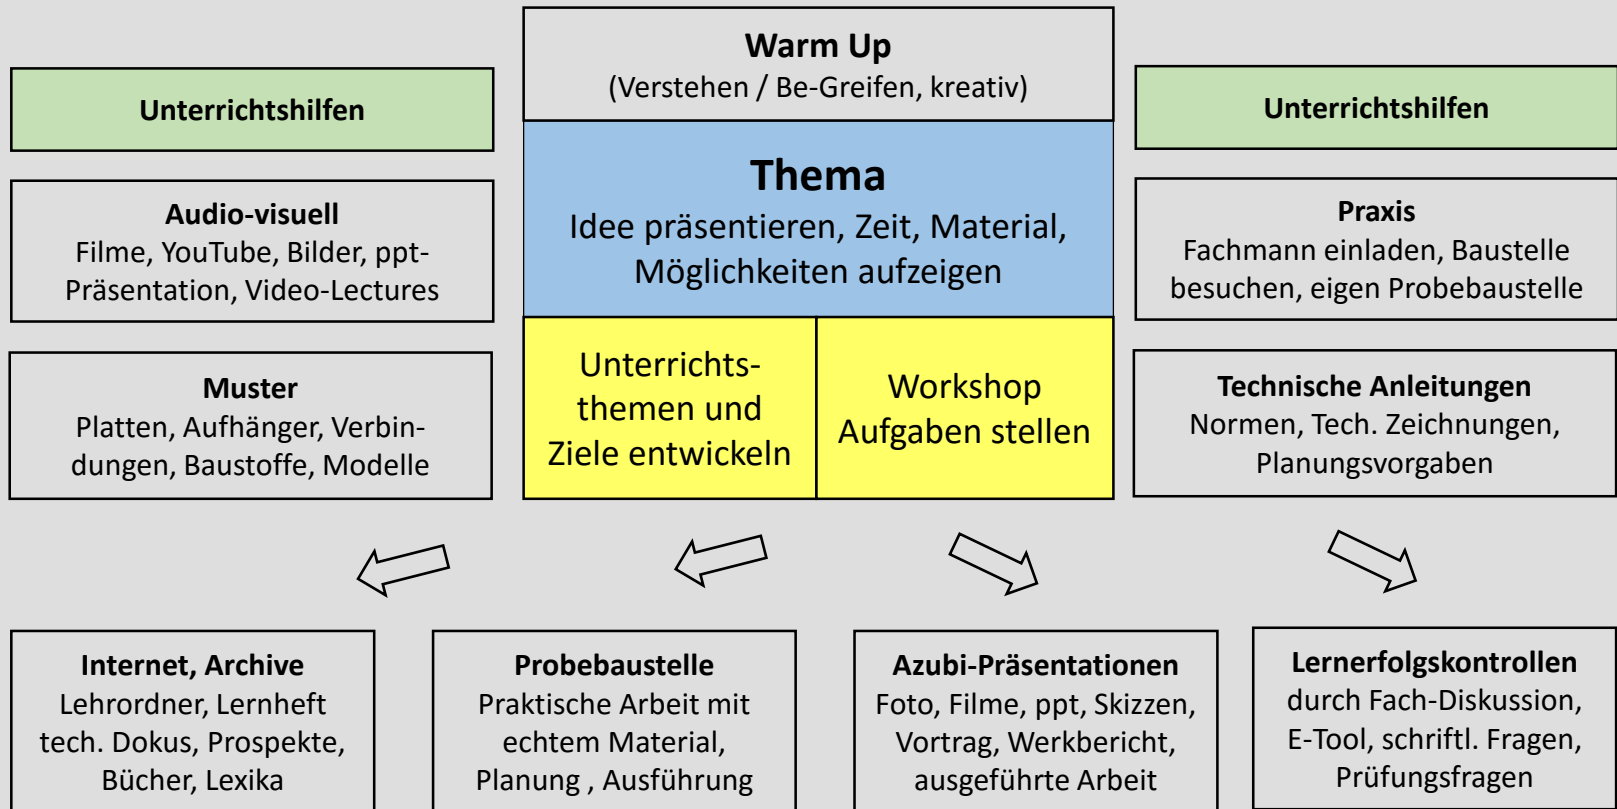 Warm Up
(Verstehen / Be-Greifen, kreativ)
Unterrichtshilfen
Unterrichtshilfen
Thema
Idee präsentieren, Zeit, Material,
Möglichkeiten aufzeigen
Audio-visuell
Filme, YouTube, Bilder, ppt-
Präsentation, Video-Lectures
Praxis
Fachmann einladen, Baustelle
besuchen, eigen Probebaustelle
Muster
Platten, Aufhänger, Verbin-
dungen, Baustoffe, Modelle
Unterrichts-
themen und
Ziele entwickeln
Workshop
Aufgaben stellen
Technische Anleitungen
Normen, Tech. Zeichnungen,
Planungsvorgaben
Internet, Archive
Lehrordner, Lernheft
tech. Dokus, Prospekte,
Bücher, Lexika
Probebaustelle
Praktische Arbeit mit
echtem Material,
Planung , Ausführung
Azubi-Präsentationen
Foto, Filme, ppt, Skizzen,
Vortrag, Werkbericht,
ausgeführte Arbeit
Lernerfolgskontrollen
durch Fach-Diskussion,
E-Tool, schriftl. Fragen,
Prüfungsfragen